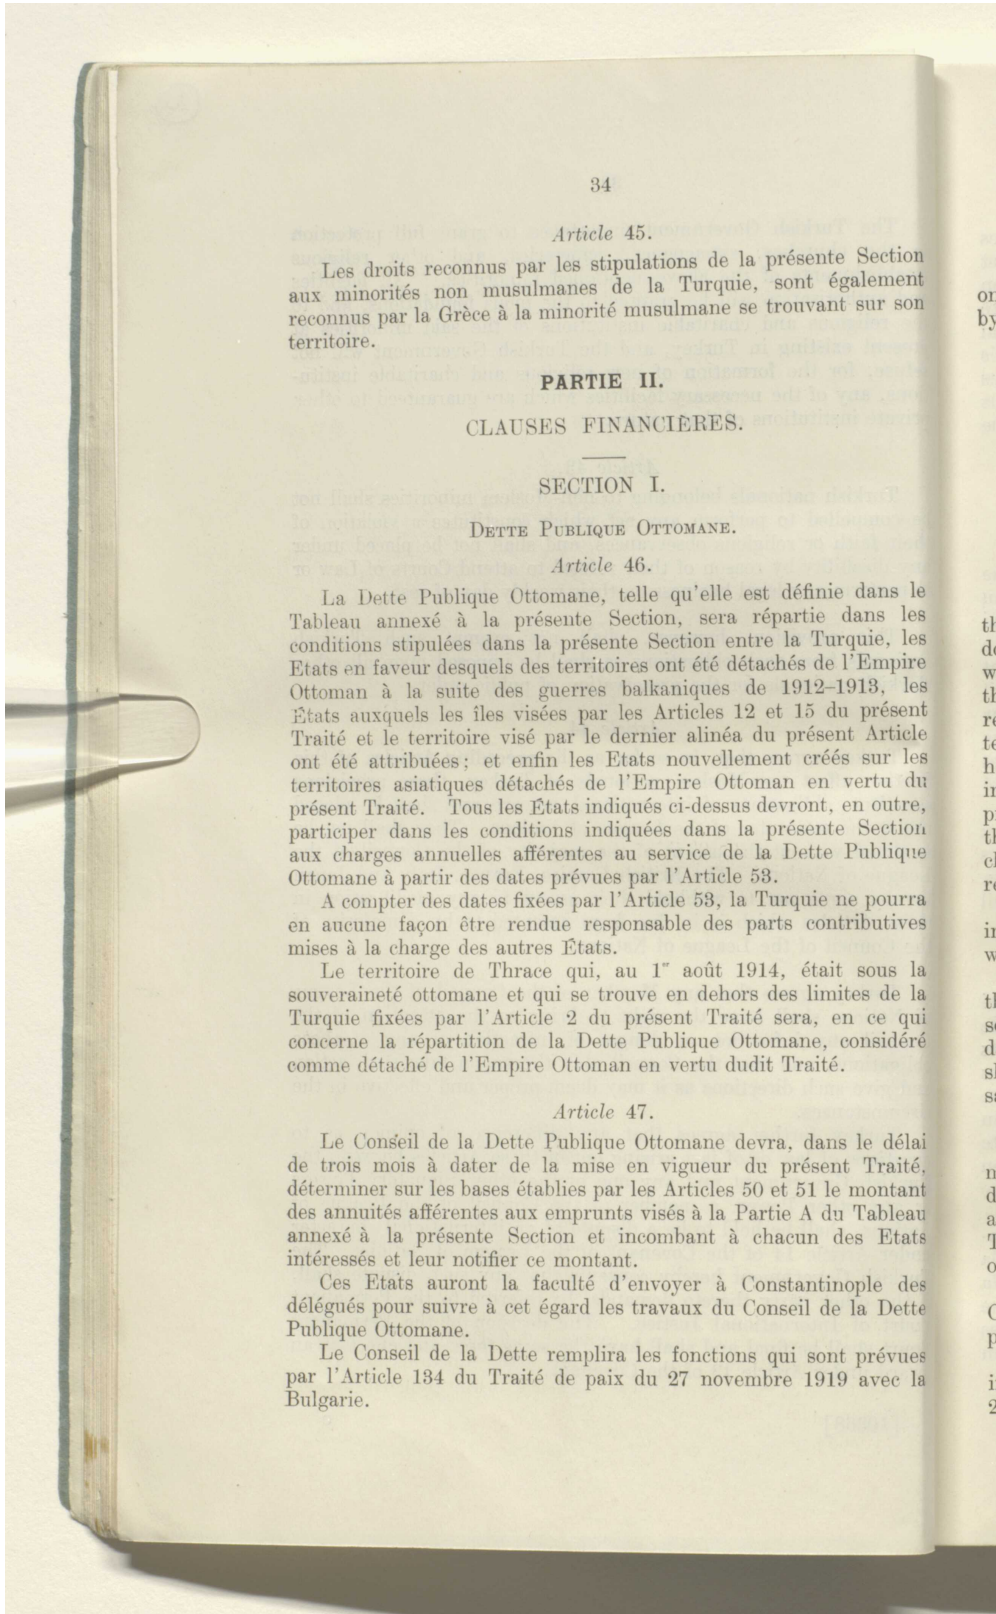 34
Article 45.
Les droits reconnus par les stipulations de la présente Section
aux minorités non musulmanes de la Turquie, sont également
reconnus par la Grèce à la minorité musulmane se trouvant sur son
territoire.
PARTIE II.
CLAUSES FINANCIÈRES.
SECTION I.
DETTE PUBLIQUE OTTOMANE.
Article 46.
La Dette Publique Ottomane, telle qu'elle est définie dans le
Tableau annexé à la présente Section, sera répartie dans les
conditions stipulées dans la présente Section entre la Turquie, les
Etats en faveur desquels des territoires ont été détachés de l'Empire
Ottoman à la suite des guerres balkaniques de 1912–1913, les
États auxquels les îles visées par les Articles 12 et 15 du présent
Traité et le territoire visé par le dernier alinéa du présent Article
ont été attribuées; et enfin les Etats nouvellement créés sur les
territoires asiatiques détachés de l'Empire Ottoman en vertu du
présent Traité. Tous les États indiqués ci-dessus devront, en outre,
participer dans les conditions indiquées dans la présente Section
aux charges annuelles afférentes au service de la Dette Publique
Ottomane à partir des dates prévues par l'Article 53.
A compter des dates fixées par l'Article 53, la Turquie ne pourra
en aucune façon être rendue responsable des parts contributives
mises à la charge des autres États.
Le territoire de Thrace qui, au 1er août 1914, était sous la
souveraineté ottomane et qui se trouve en dehors des limites de la
Turquie fixées par l'Article 2 du présent Traité sera, en ce qui
concerne la répartition de la Dette Publique Ottomane, considéré
comme détaché de l'Empire Ottoman en vertu dudit Traité.
Article 47.
Le Conseil de la Dette Publique Ottomane devra, dans le délai
de trois mois à dater de la mise en vigueur du présent Traité,
déterminer sur les bases établies par les Articles 50 et 51 le montant
des annuités afférentes aux emprunts visés à la Partie A du Tableau
annexé à la présente Section et incombant à chacun des Etats
intéressés et leur notifier ce montant.
Ces Etats auront la faculté d'envoyer à Constantinople des
délégués pour suivre à cet égard les travaux du Conseil de la Dette
Publique Ottomane.
Le Conseil de la Dette remplira les fonctions qui sont prévues
par l'Article 134 du Traité de paix du 27 novembre 1919 avec la
Bulgarie.